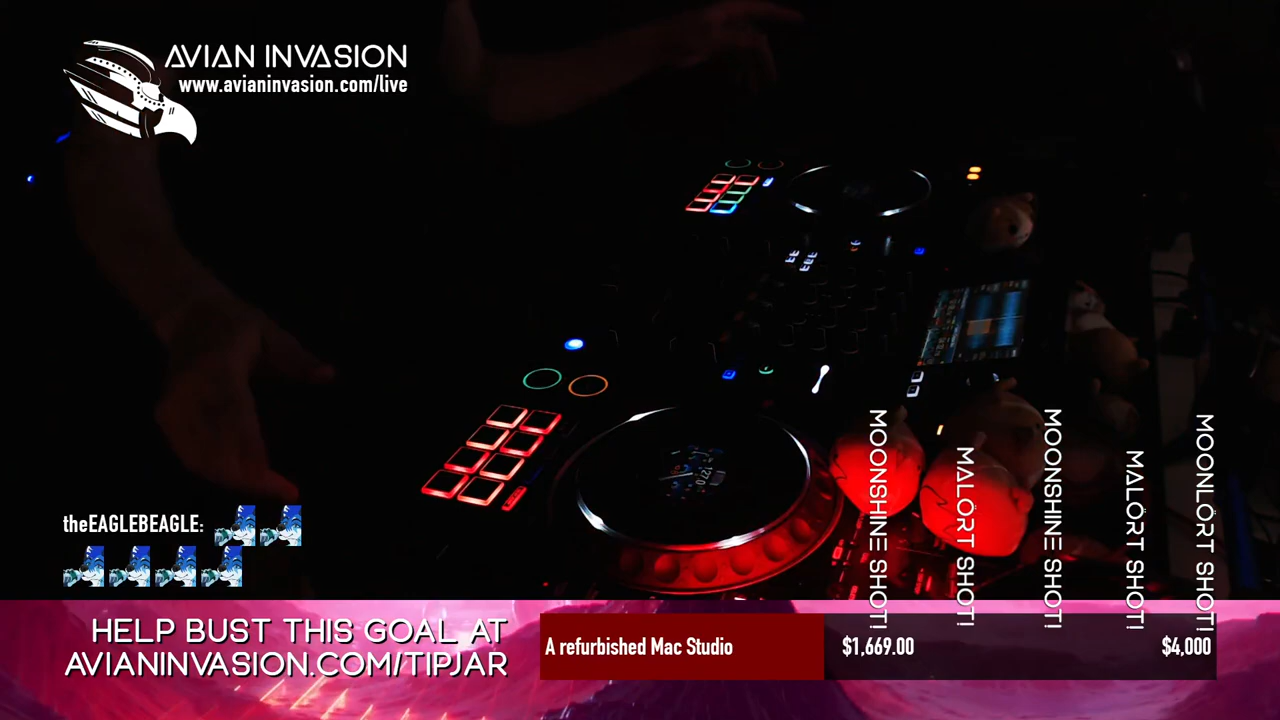 AVIAN INVASION
www.avianinvasion.com/live
theEAGLEBEAGLE:
MOONSHINE SHOT!
MALÖRT SHOT!
MOONSHINE SHOT!
MALÖRT SHOT!
MOONLÖRT SHOT!
HELP BUST THIS GOAL AT
AVIANINVASION.COM/TIPJAR
A refurbished Mac Studio
$1,669.00
$4,000